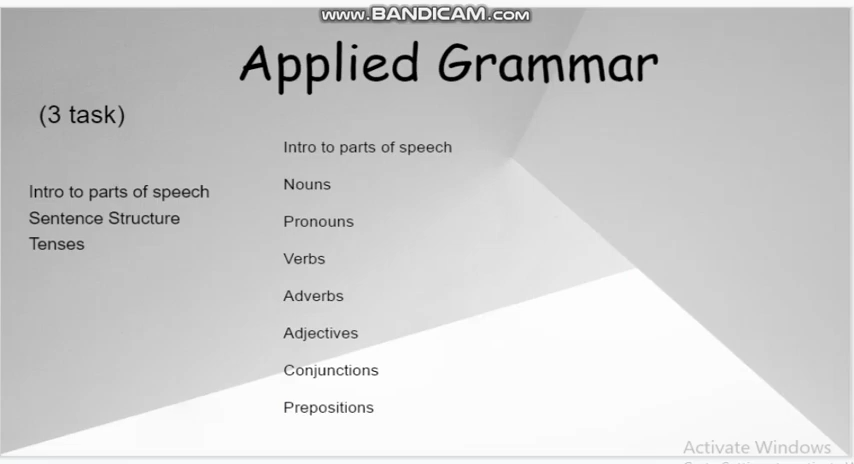 www.BANDICAM.com
Applied Grammar
(3 task)
Intro to parts of speech
Sentence Structure
Tenses
Intro to parts of speech
Nouns
Pronouns
Verbs
Adverbs
Adjectives
Conjunctions
Prepositions
Activate Windows